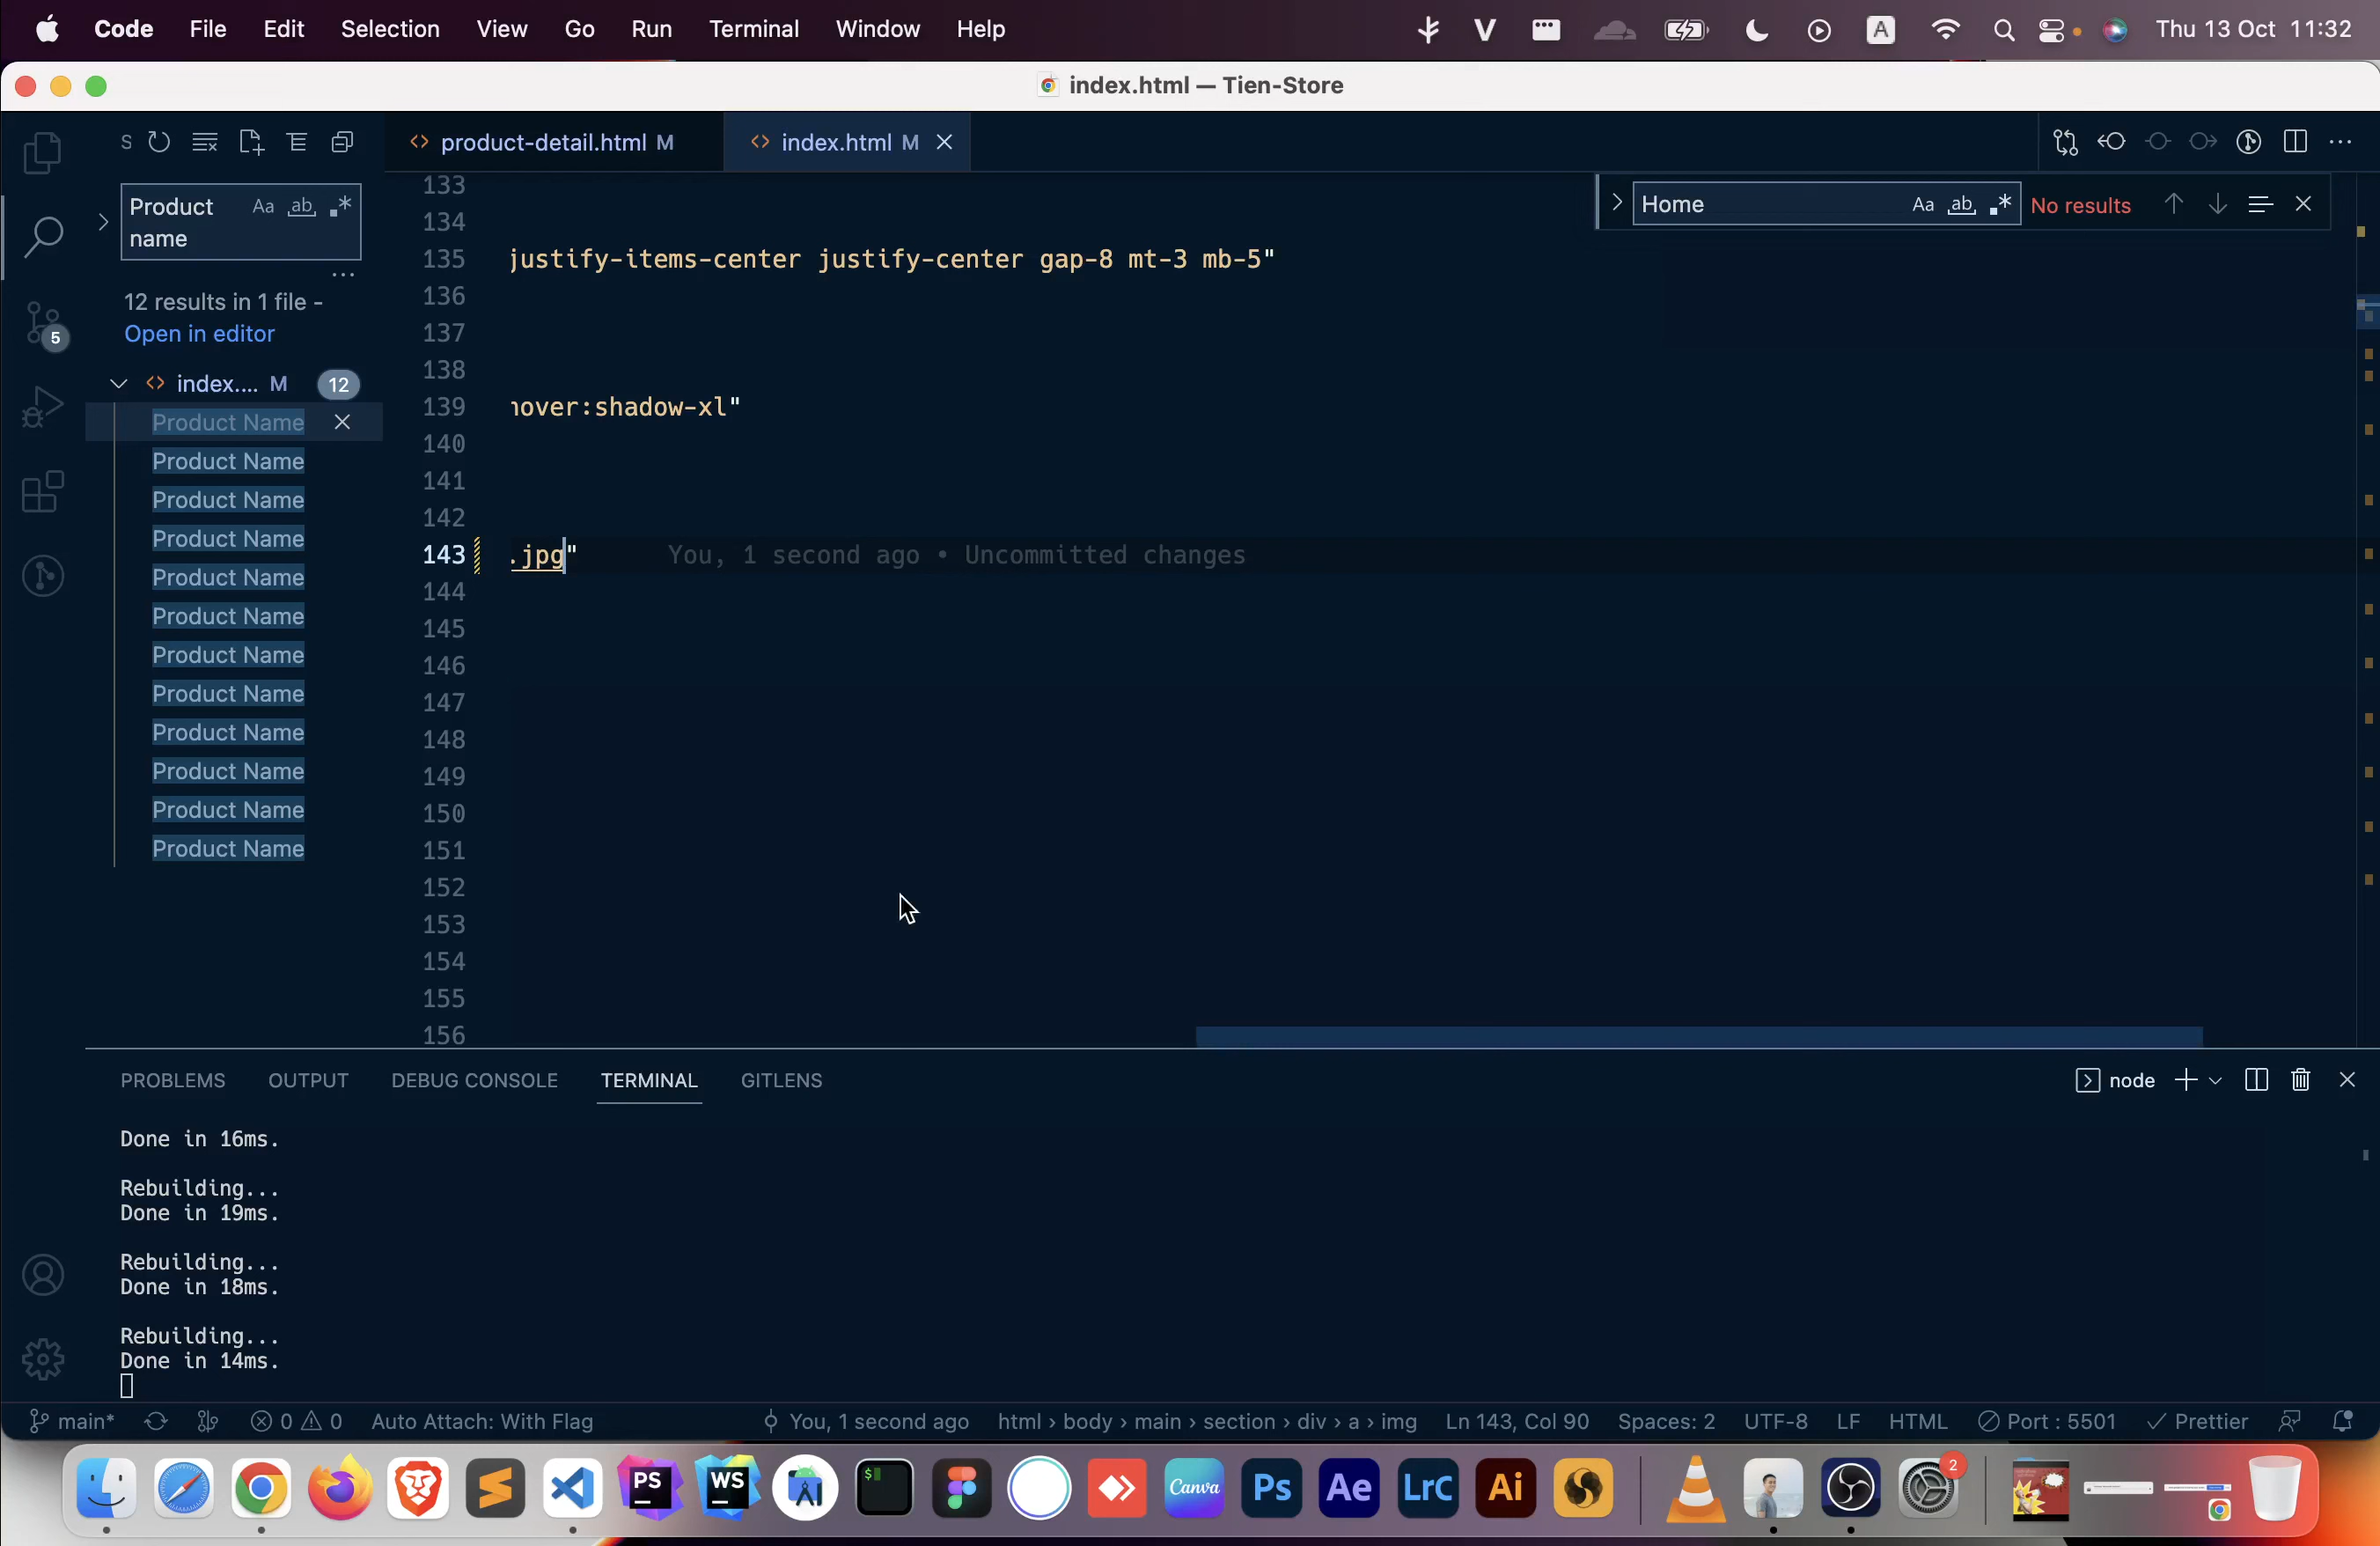 Code File Edit Selection View Go Run Terminal Window Help
V A Thu 13 Oct 11:32
index.html — Tien-Store
S
product-detail.html M
index.html M
Product
name
Aa ab
12 results in 1 file -
Open in editor
5
index.... M 12
Product Name
Product Name
Product Name
Product Name
Product Name
Product Name
Product Name
Product Name
Product Name
Product Name
Product Name
Product Name
Home Aa ab No results
133
134
135 justify-items-center justify-center gap-8 mt-3 mb-5"
136
137
138
139 hover:shadow-xl"
140
141
142
143 .jpg" You, 1 second ago • Uncommitted changes
144
145
146
147
148
149
150
151
152
153
154
155
156
PROBLEMS OUTPUT DEBUG CONSOLE TERMINAL GITLENS
node
Done in 16ms.
Rebuilding...
Done in 19ms.
Rebuilding...
Done in 18ms.
Rebuilding...
Done in 14ms.
main* 0 0 Auto Attach: With Flag You, 1 second ago html › body › main › section › div › a › img Ln 143, Col 90 Spaces: 2 UTF-8 LF HTML Port : 5501 Prettier
PS WS $ Canva Ps Ae LrC Ai 2